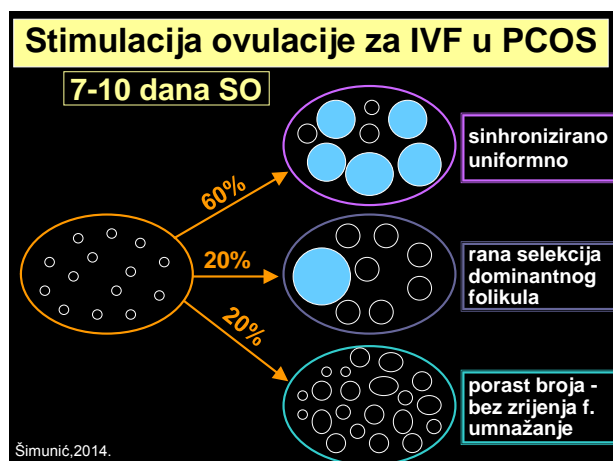 Stimulacija ovulacije za IVF u PCOS
7-10 dana SO
sinhronizirano
uniformno
60%
20%
rana selekcija
dominantnog
folikula
20%
porast broja -
bez zrijenja f.
umnažanje
Šimunić,2014.